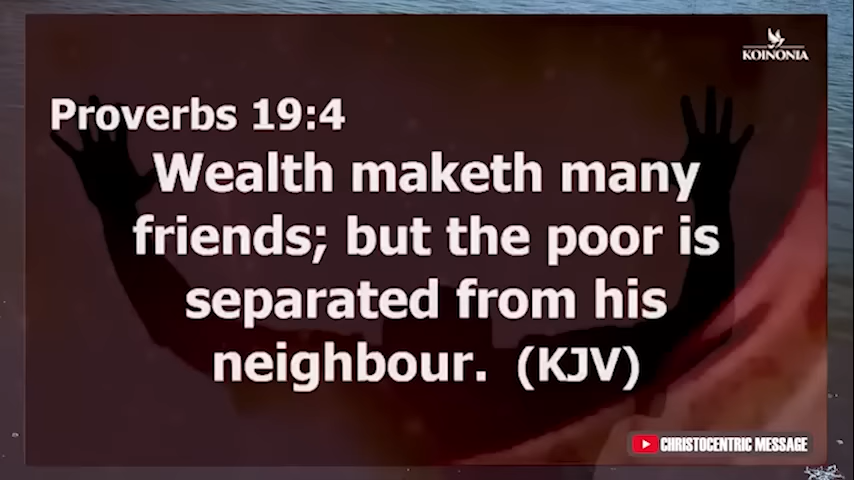 KOINONIA
Proverbs 19:4
Wealth maketh many
friends; but the poor is
separated from his
neighbour. (KJV)
CHRISTOCENTRIC MESSAGE